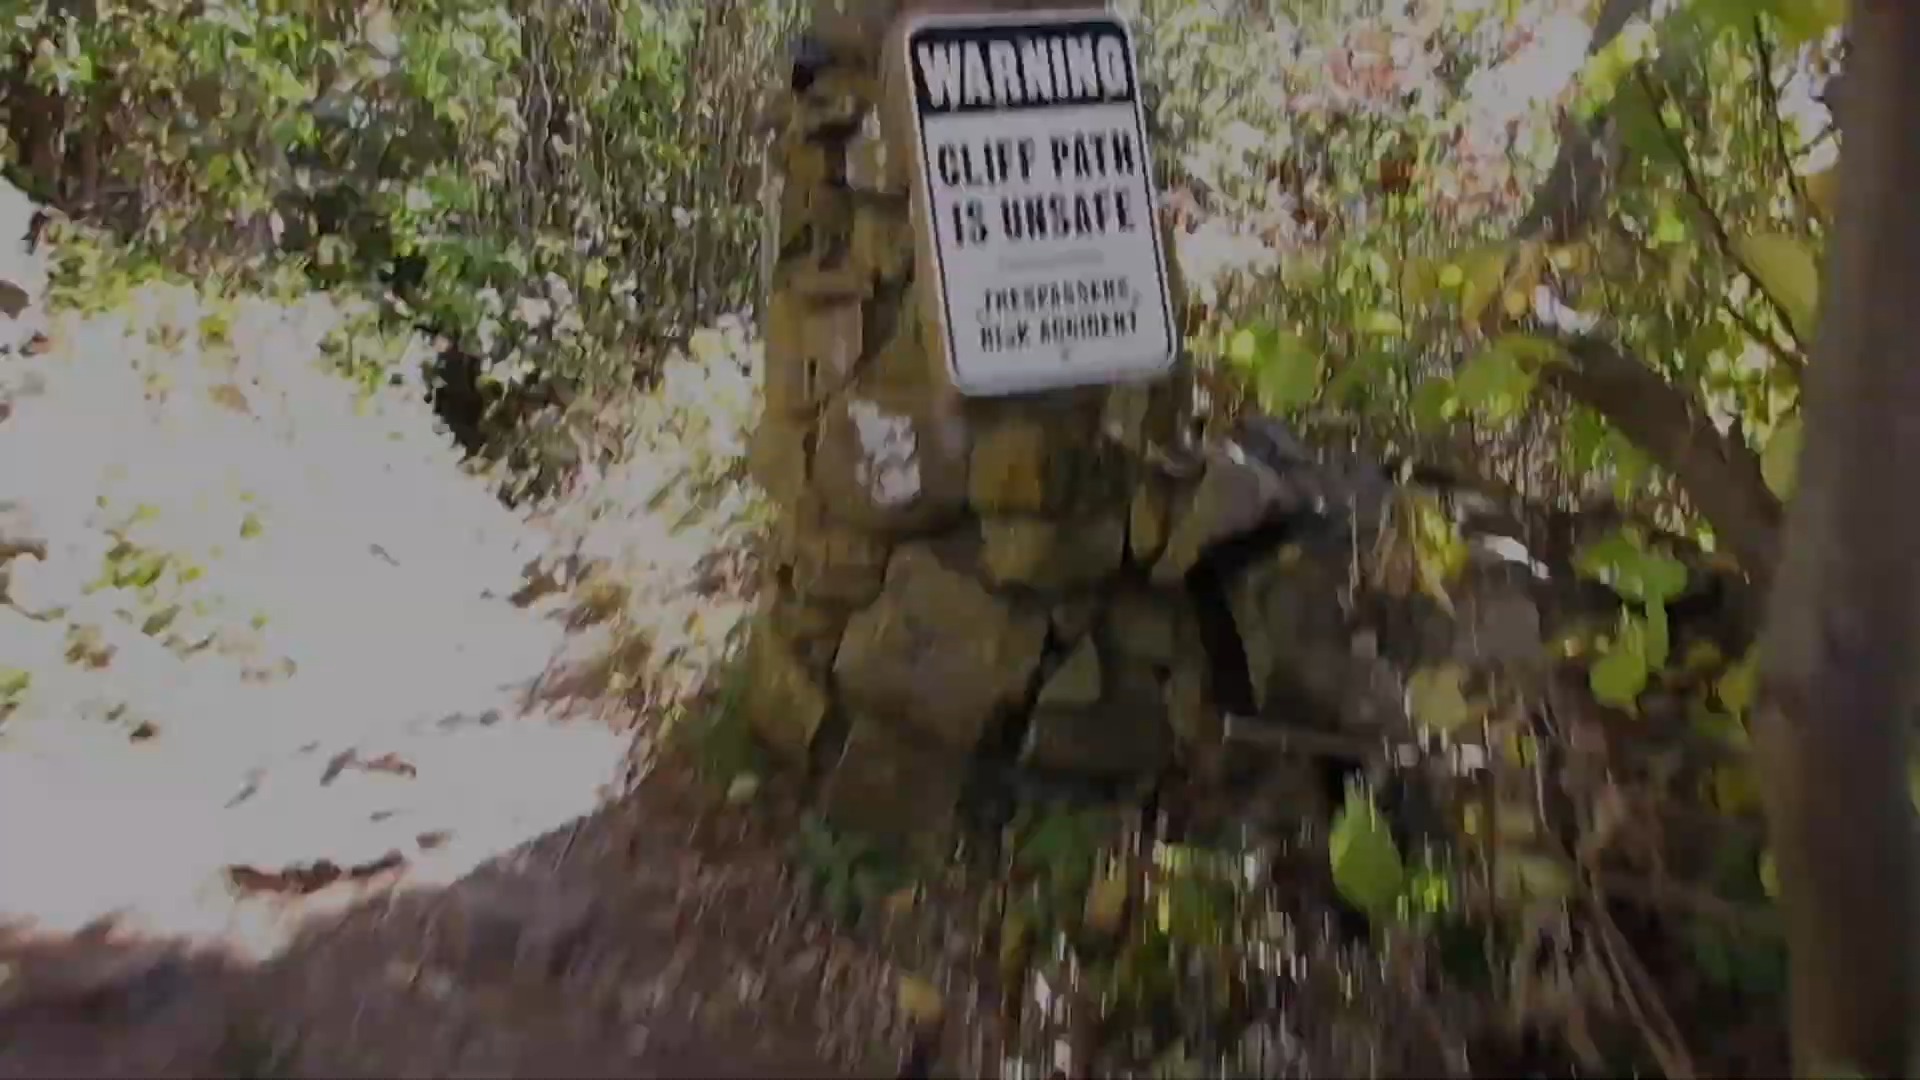 WARNING
CLIFF PATH
IS UNSAFE
TRESPASSERS
RISK ACCIDENT